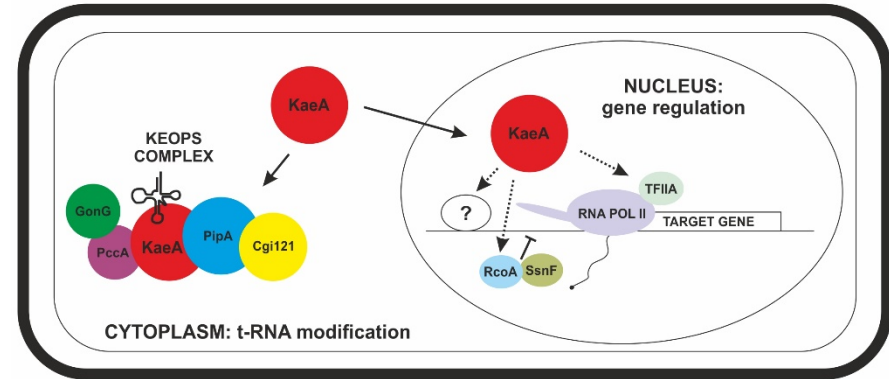 KaeA
KEOPS
COMPLEX
GonG
PccA
KaeA
PipA
Cgi121
CYTOPLASM: t-RNA modification
NUCLEUS:
gene regulation
KaeA
?
TFIIA
RNA POL II
TARGET GENE
RcoA
SsnF